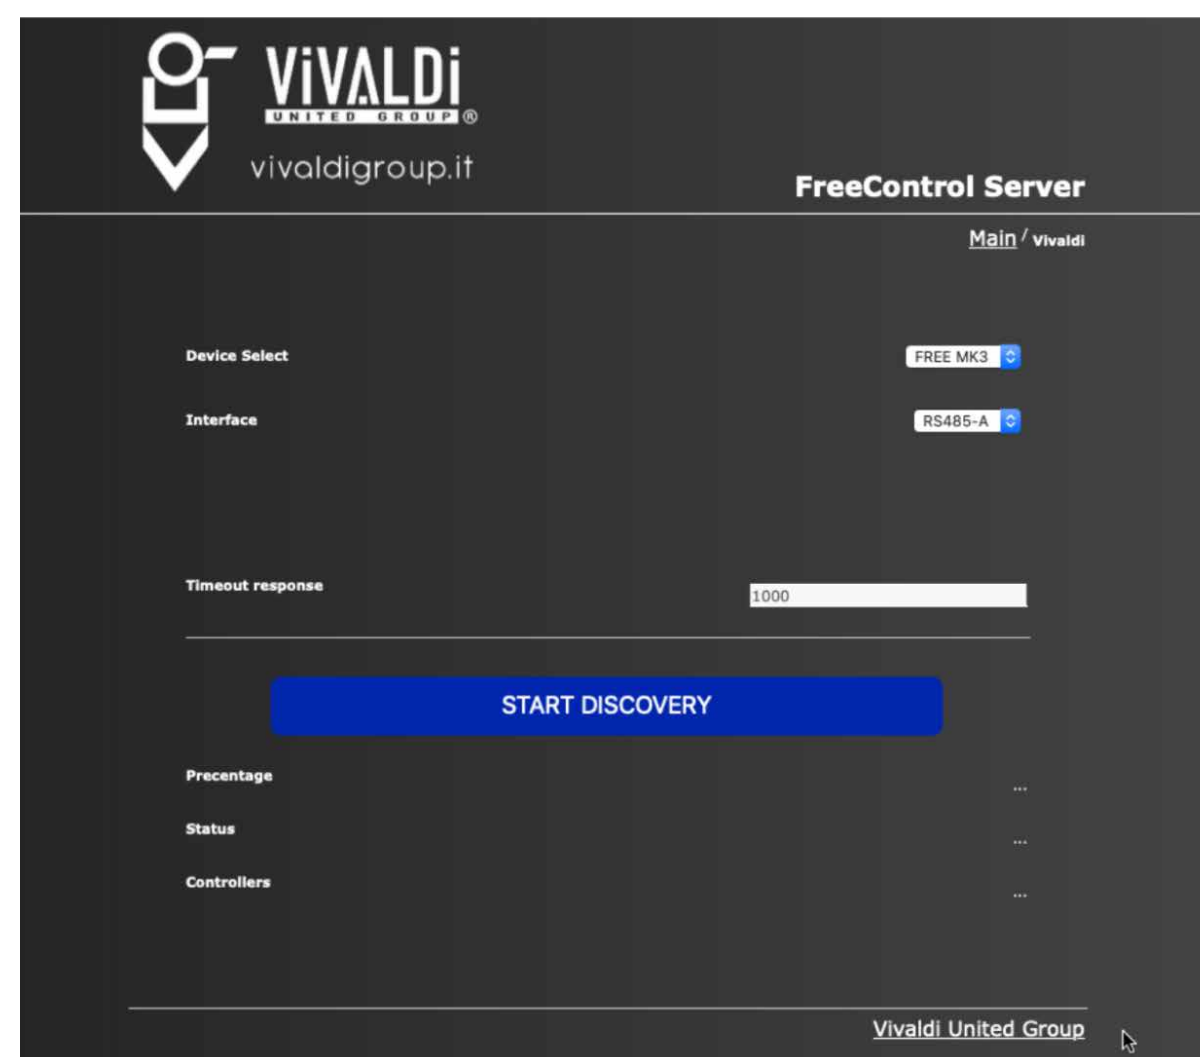 ViVALDi
UNITED GROUP ®
vivaldigroup.it
FreeControl Server
Main / Vivaldi
Device Select FREE MK3
Interface RS485-A
Timeout response 1000
START DISCOVERY
Precentage ...
Status ...
Controllers ...
Vivaldi United Group